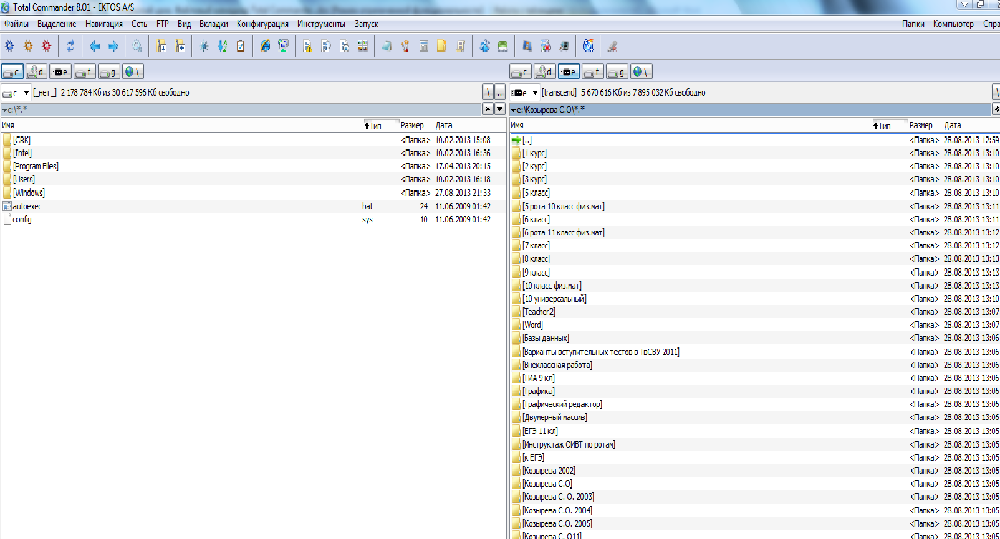 Total Commander 8.01 - EKTOS A/S
Файлы Выделение Навигация Сеть FTP Вид Вкладки Конфигурация Инструменты Запуск Папки Компьютер Спра
c d e f g \ c d e f g \
c [_нет_] 2 178 784 Кб из 30 617 596 Кб свободно \ .. e [transcend] 5 670 616 Кб из 7 895 032 Кб свободно \
c:\*.* * e:\Козырева С.О\*.* *
Имя Тип Размер Дата Имя Тип Размер Дата
[CRK] <Папка> 10.02.2013 15:08 [..] <Папка> 28.08.2013 12:59
[Intel] <Папка> 10.02.2013 16:36 [1 курс] <Папка> 28.08.2013 13:10
[Program Files] <Папка> 17.04.2013 20:15 [2 курс] <Папка> 28.08.2013 13:10
[Users] <Папка> 10.02.2013 16:18 [3 курс] <Папка> 28.08.2013 13:10
[Windows] <Папка> 27.08.2013 21:33 [5 класс] <Папка> 28.08.2013 13:10
autoexec bat 24 11.06.2009 01:42 [5 рота 10 класс физ.мат] <Папка> 28.08.2013 13:11
config sys 10 11.06.2009 01:42 [6 класс] <Папка> 28.08.2013 13:11
[6 рота 11 класс физ.мат] <Папка> 28.08.2013 13:12
[7 класс] <Папка> 28.08.2013 13:12
[8 класс] <Папка> 28.08.2013 13:13
[9 класс] <Папка> 28.08.2013 13:13
[10 класс физ.мат] <Папка> 28.08.2013 13:13
[10 универсальный] <Папка> 28.08.2013 13:10
[Teacher2] <Папка> 28.08.2013 13:07
[Word] <Папка> 28.08.2013 13:07
[Базы данных] <Папка> 28.08.2013 13:06
[Варианты вступительных тестов в ТвСВУ 2011] <Папка> 28.08.2013 13:06
[Внеклассная работа] <Папка> 28.08.2013 13:06
[ГИА 9 кл] <Папка> 28.08.2013 13:06
[Графика] <Папка> 28.08.2013 13:06
[Графический редактор] <Папка> 28.08.2013 13:06
[Двумерный массив] <Папка> 28.08.2013 13:06
[ЕГЭ 11 кл] <Папка> 28.08.2013 13:05
[Инструктаж ОИВТ по ротам] <Папка> 28.08.2013 13:05
[к ЕГЭ] <Папка> 28.08.2013 13:05
[Козырева 2002] <Папка> 28.08.2013 13:05
[Козырева С.О] <Папка> 28.08.2013 13:05
[Козырева С. О. 2003] <Папка> 28.08.2013 13:05
[Козырева С.О. 2004] <Папка> 28.08.2013 13:05
[Козырева С.О. 2005] <Папка> 28.08.2013 13:05
[Козырева С. О11] <Папка> 28.08.2013 13:05